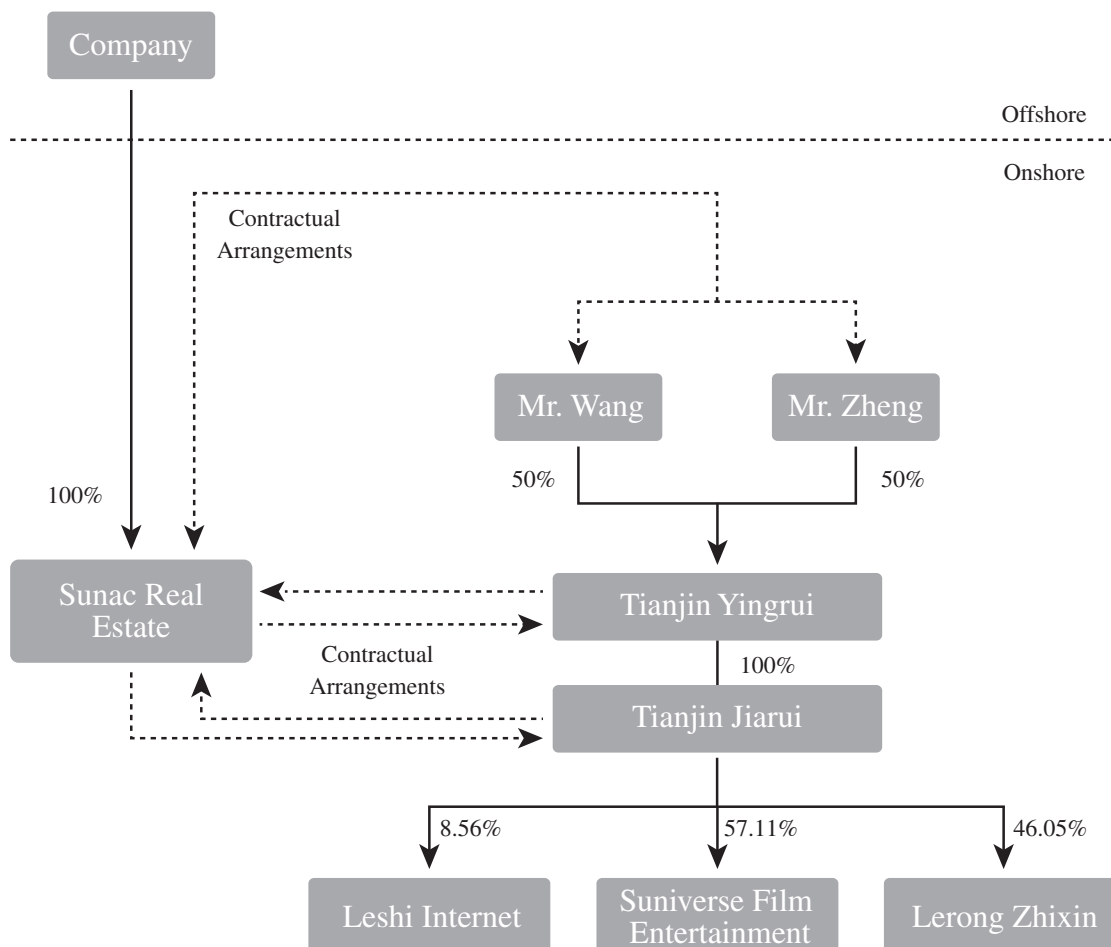 Company
Offshore
Onshore
Contractual
Arrangements
Mr. Wang
Mr. Zheng
50%
50%
100%
Sunac Real
Estate
Tianjin Yingrui
Contractual
Arrangements
100%
Tianjin Jiarui
8.56%
57.11%
46.05%
Leshi Internet
Suniverse Film
Entertainment
Lerong Zhixin